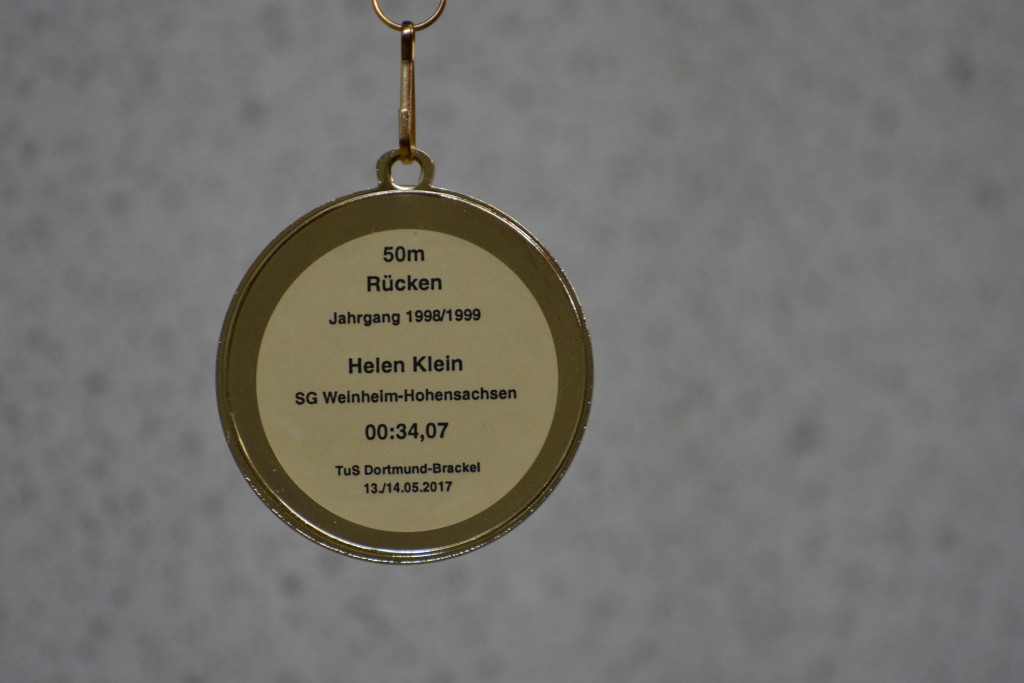 50m
Rücken
Jahrgang 1998/1999
Helen Klein
SG Weinheim-Hohensachsen
00:34,07
TuS Dortmund-Brackel
13./14.05.2017